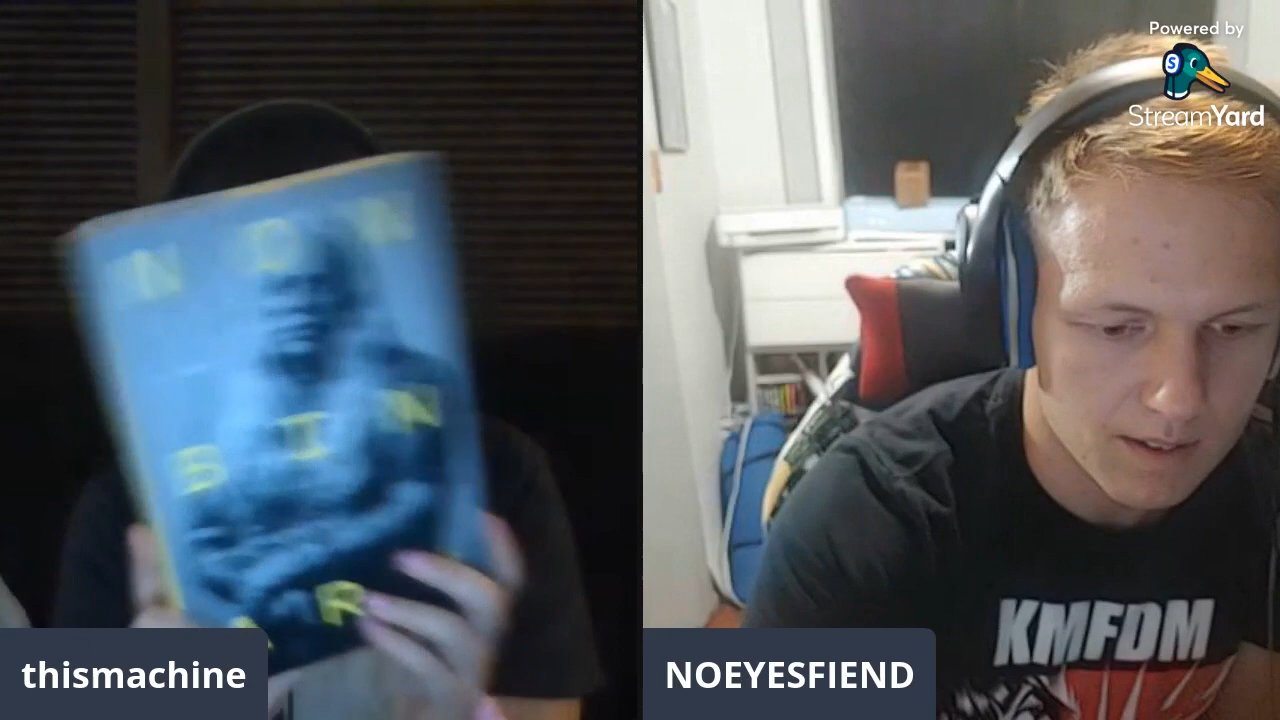 Powered by
StreamYard
N O N
B I N
A R
KMFDM
thismachine
NOEYESFIEND